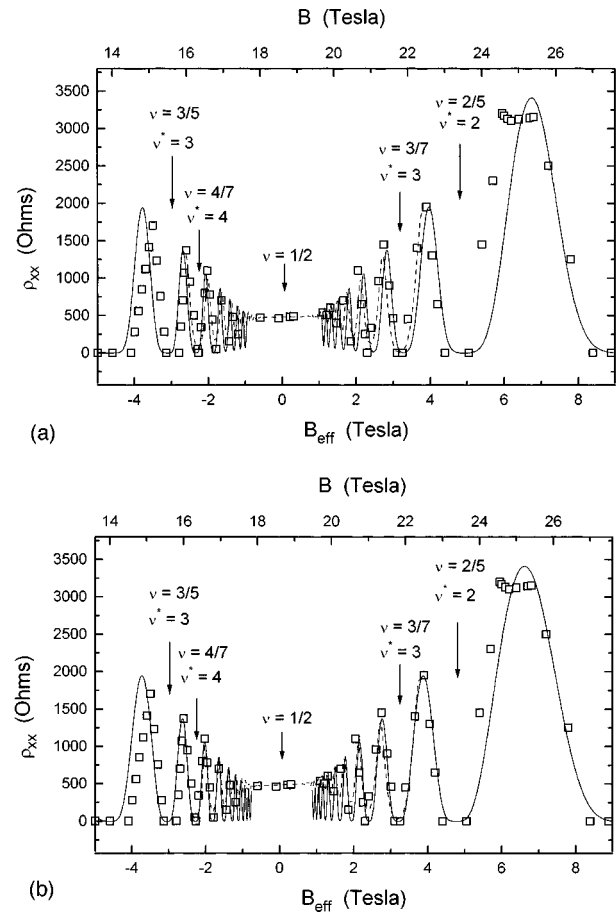 B (Tesla)
14 16 18 20 22 24 26
3500
3000
2500
2000
1500
1000
500
0
ρxx (Ohms)
ν = 3/5
ν* = 3
ν = 4/7
ν* = 4
ν = 1/2
ν = 3/7
ν* = 3
ν = 2/5
ν* = 2
-4 -2 0 2 4 6 8
(a)
Beff (Tesla)
B (Tesla)
14 16 18 20 22 24 26
3500
3000
2500
2000
1500
1000
500
0
ρxx (Ohms)
ν = 3/5
ν* = 3
ν = 4/7
ν* = 4
ν = 1/2
ν = 3/7
ν* = 3
ν = 2/5
ν* = 2
-4 -2 0 2 4 6 8
(b)
Beff (Tesla)